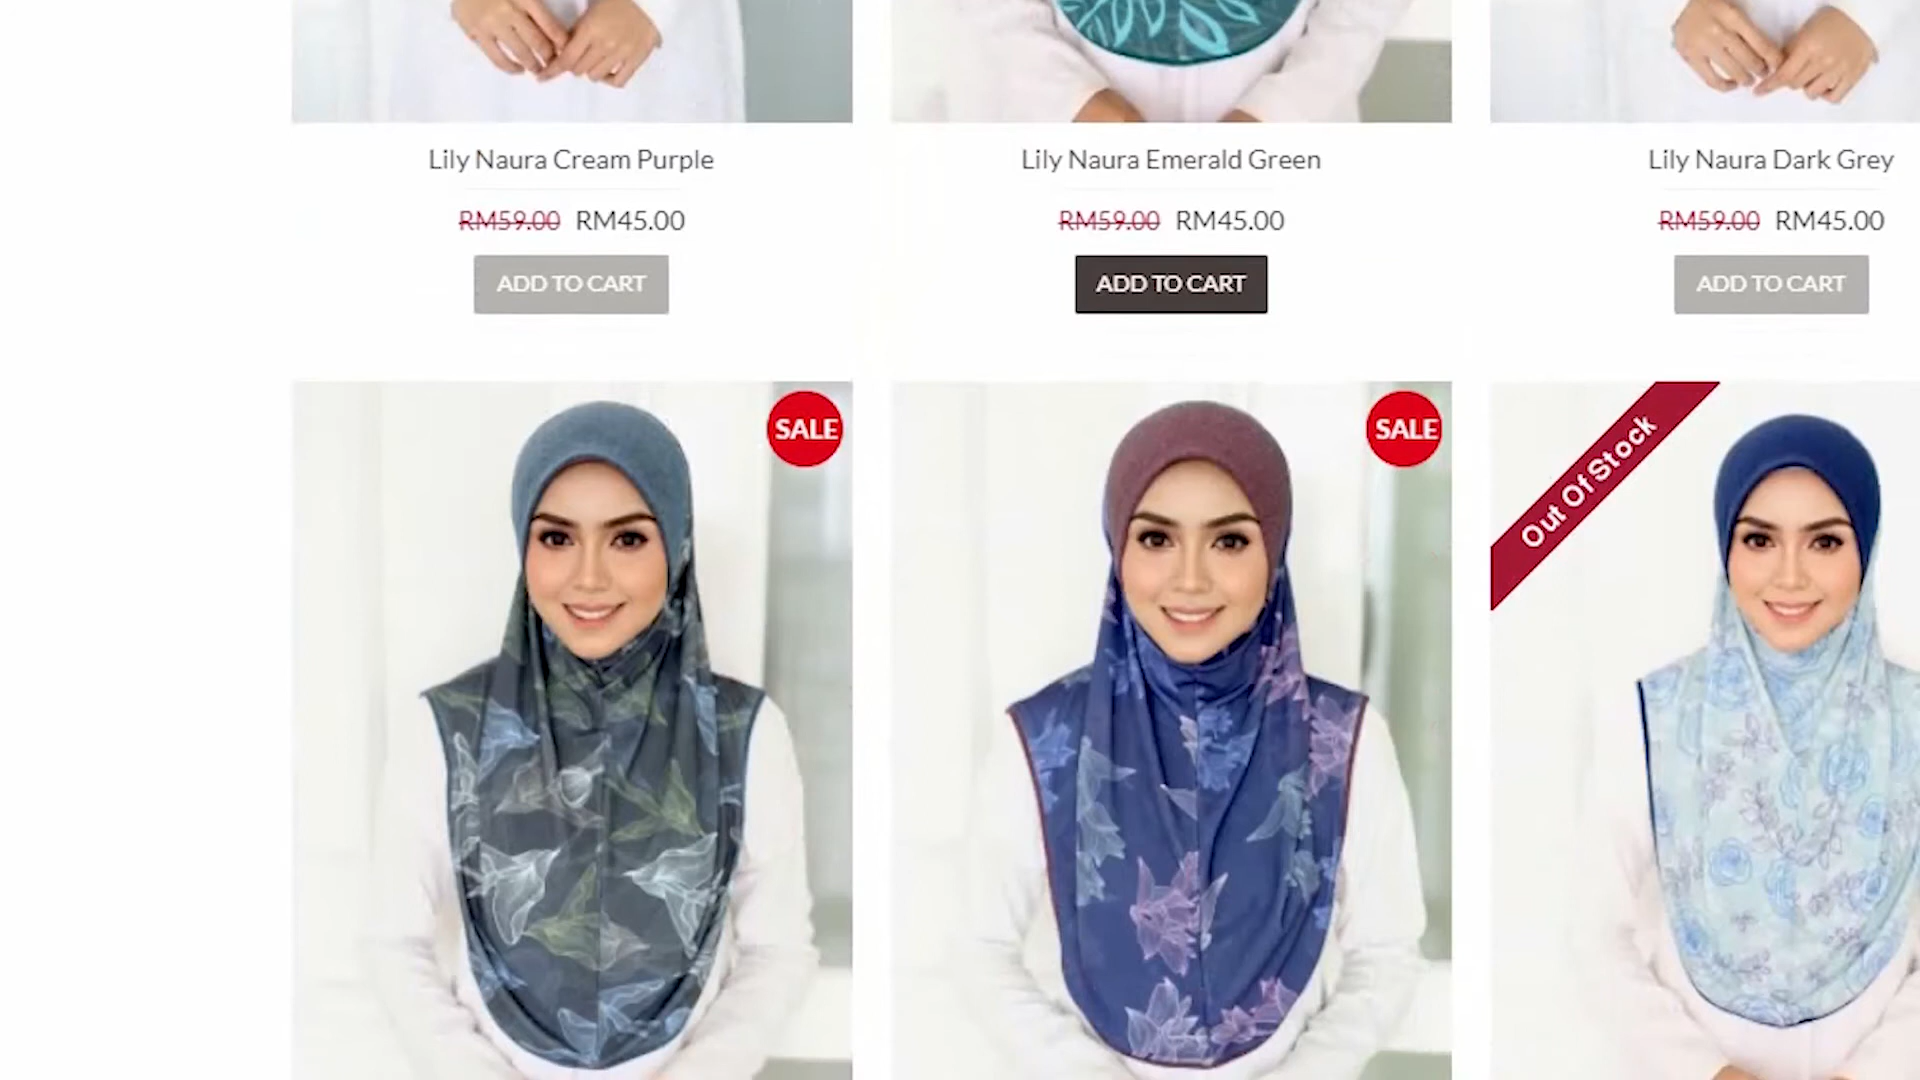 Lily Naura Cream Purple
RM59.00 RM45.00
ADD TO CART
Lily Naura Emerald Green
RM59.00 RM45.00
ADD TO CART
Lily Naura Dark Grey
RM59.00 RM45.00
ADD TO CART
SALE
SALE
Out Of Stock